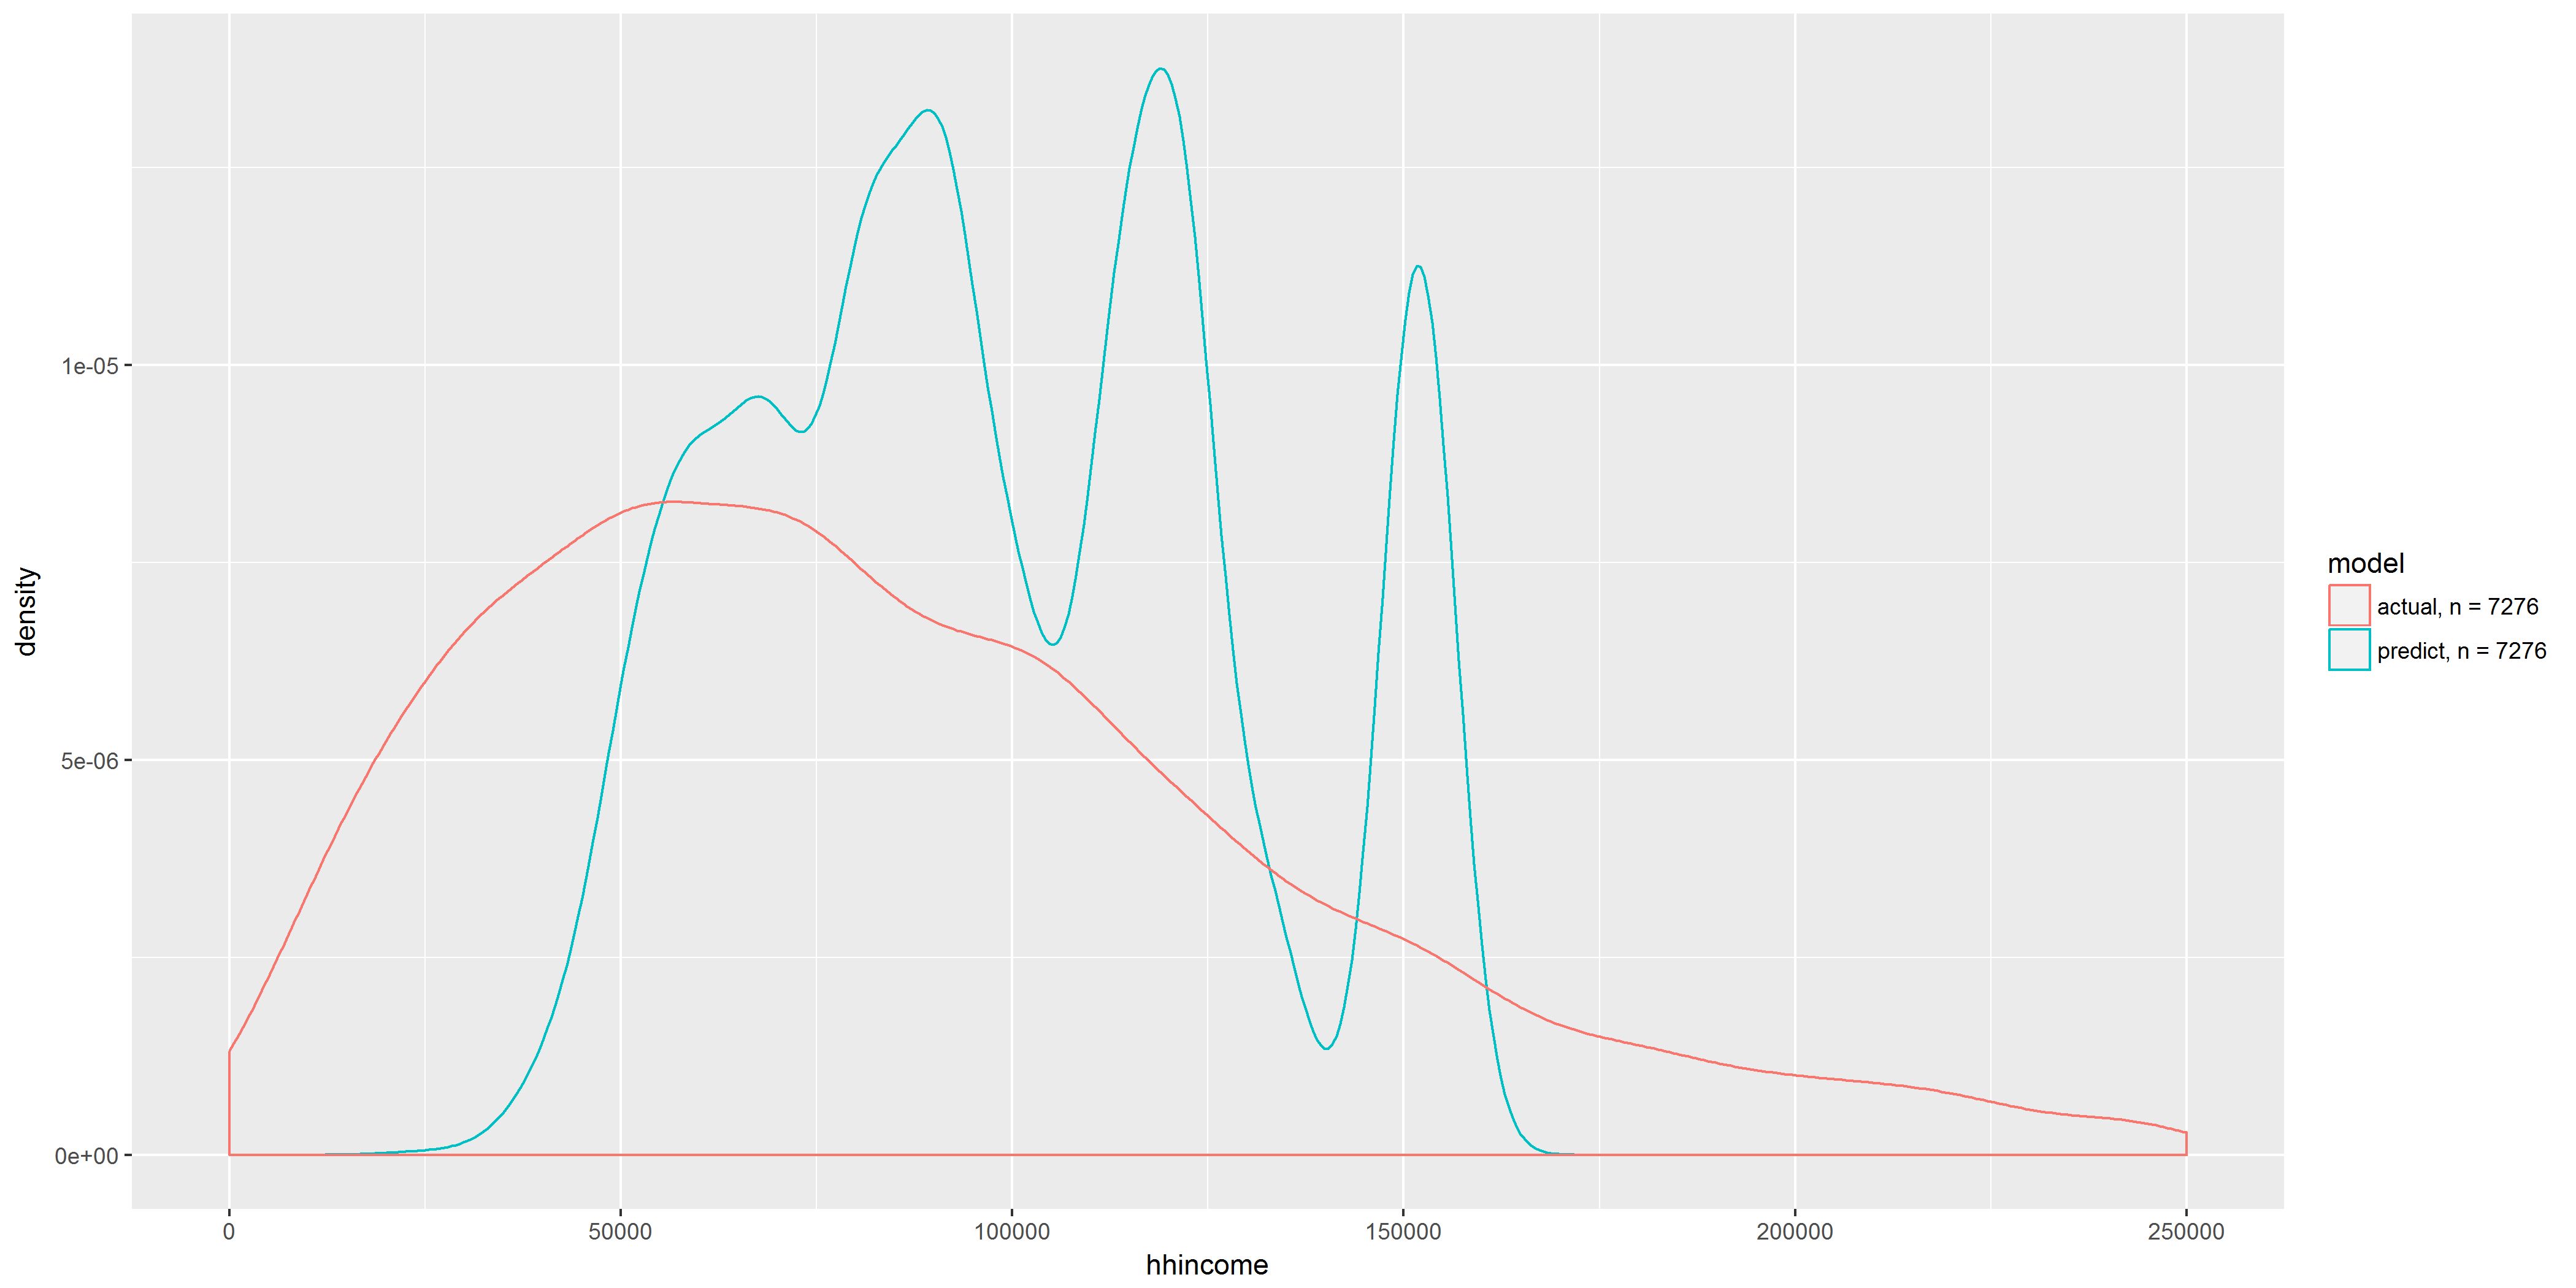 density
1e-05
5e-06
0e+00
0
50000
100000
150000
200000
250000
hhincome
model
actual, n = 7276
predict, n = 7276